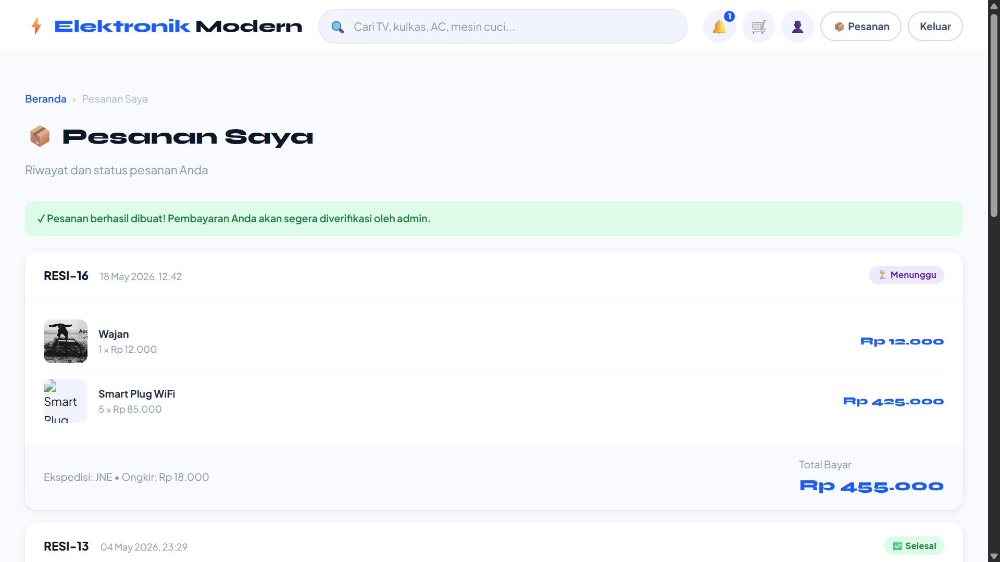 Elektronik Modern
Cari TV, kulkas, AC, mesin cuci...
1
Pesanan
Keluar
Beranda › Pesanan Saya
Pesanan Saya
Riwayat dan status pesanan Anda
✓ Pesanan berhasil dibuat! Pembayaran Anda akan segera diverifikasi oleh admin.
RESI-16 18 May 2026, 12:42
Menunggu
Wajan
1 × Rp 12.000
Rp 12.000
Smart
Plug
Smart Plug WiFi
5 × Rp 85.000
Rp 425.000
Ekspedisi: JNE • Ongkir: Rp 18.000
Total Bayar
Rp 455.000
RESI-13 04 May 2026, 23:29
Selesai